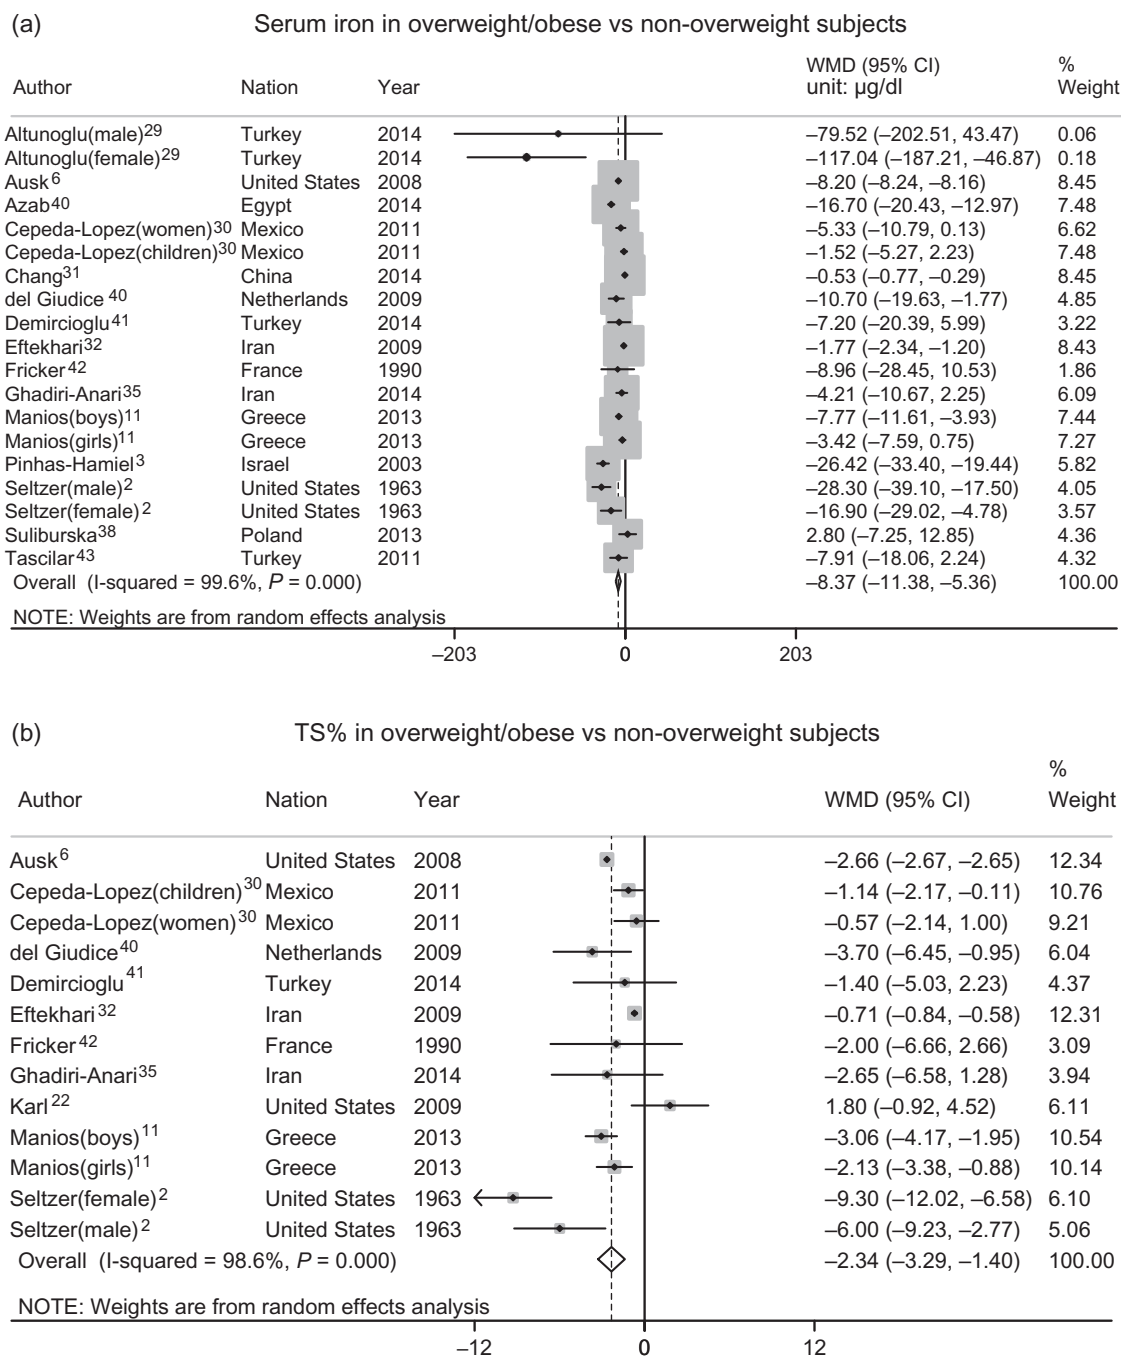 (a) Serum iron in overweight/obese vs non-overweight subjects
WMD (95% CI) %
Author Nation Year unit: µg/dl Weight
Altunoglu(male)29 Turkey 2014 –79.52 (–202.51, 43.47) 0.06
Altunoglu(female)29 Turkey 2014 –117.04 (–187.21, –46.87) 0.18
Ausk6 United States 2008 –8.20 (–8.24, –8.16) 8.45
Azab40 Egypt 2014 –16.70 (–20.43, –12.97) 7.48
Cepeda-Lopez(women)30 Mexico 2011 –5.33 (–10.79, 0.13) 6.62
Cepeda-Lopez(children)30 Mexico 2011 –1.52 (–5.27, 2.23) 7.48
Chang31 China 2014 –0.53 (–0.77, –0.29) 8.45
del Giudice 40 Netherlands 2009 –10.70 (–19.63, –1.77) 4.85
Demircioglu41 Turkey 2014 –7.20 (–20.39, 5.99) 3.22
Eftekhari32 Iran 2009 –1.77 (–2.34, –1.20) 8.43
Fricker42 France 1990 –8.96 (–28.45, 10.53) 1.86
Ghadiri-Anari35 Iran 2014 –4.21 (–10.67, 2.25) 6.09
Manios(boys)11 Greece 2013 –7.77 (–11.61, –3.93) 7.44
Manios(girls)11 Greece 2013 –3.42 (–7.59, 0.75) 7.27
Pinhas-Hamiel3 Israel 2003 –26.42 (–33.40, –19.44) 5.82
Seltzer(male)2 United States 1963 –28.30 (–39.10, –17.50) 4.05
Seltzer(female)2 United States 1963 –16.90 (–29.02, –4.78) 3.57
Suliburska38 Poland 2013 2.80 (–7.25, 12.85) 4.36
Tascilar43 Turkey 2011 –7.91 (–18.06, 2.24) 4.32
Overall (I-squared = 99.6%, P = 0.000) –8.37 (–11.38, –5.36) 100.00
NOTE: Weights are from random effects analysis
–203 0 203
(b) TS% in overweight/obese vs non-overweight subjects
%
Author Nation Year WMD (95% CI) Weight
Ausk6 United States 2008 –2.66 (–2.67, –2.65) 12.34
Cepeda-Lopez(children)30 Mexico 2011 –1.14 (–2.17, –0.11) 10.76
Cepeda-Lopez(women)30 Mexico 2011 –0.57 (–2.14, 1.00) 9.21
del Giudice40 Netherlands 2009 –3.70 (–6.45, –0.95) 6.04
Demircioglu41 Turkey 2014 –1.40 (–5.03, 2.23) 4.37
Eftekhari32 Iran 2009 –0.71 (–0.84, –0.58) 12.31
Fricker42 France 1990 –2.00 (–6.66, 2.66) 3.09
Ghadiri-Anari35 Iran 2014 –2.65 (–6.58, 1.28) 3.94
Karl22 United States 2009 1.80 (–0.92, 4.52) 6.11
Manios(boys)11 Greece 2013 –3.06 (–4.17, –1.95) 10.54
Manios(girls)11 Greece 2013 –2.13 (–3.38, –0.88) 10.14
Seltzer(female)2 United States 1963 –9.30 (–12.02, –6.58) 6.10
Seltzer(male)2 United States 1963 –6.00 (–9.23, –2.77) 5.06
Overall (I-squared = 98.6%, P = 0.000) –2.34 (–3.29, –1.40) 100.00
NOTE: Weights are from random effects analysis
–12 0 12